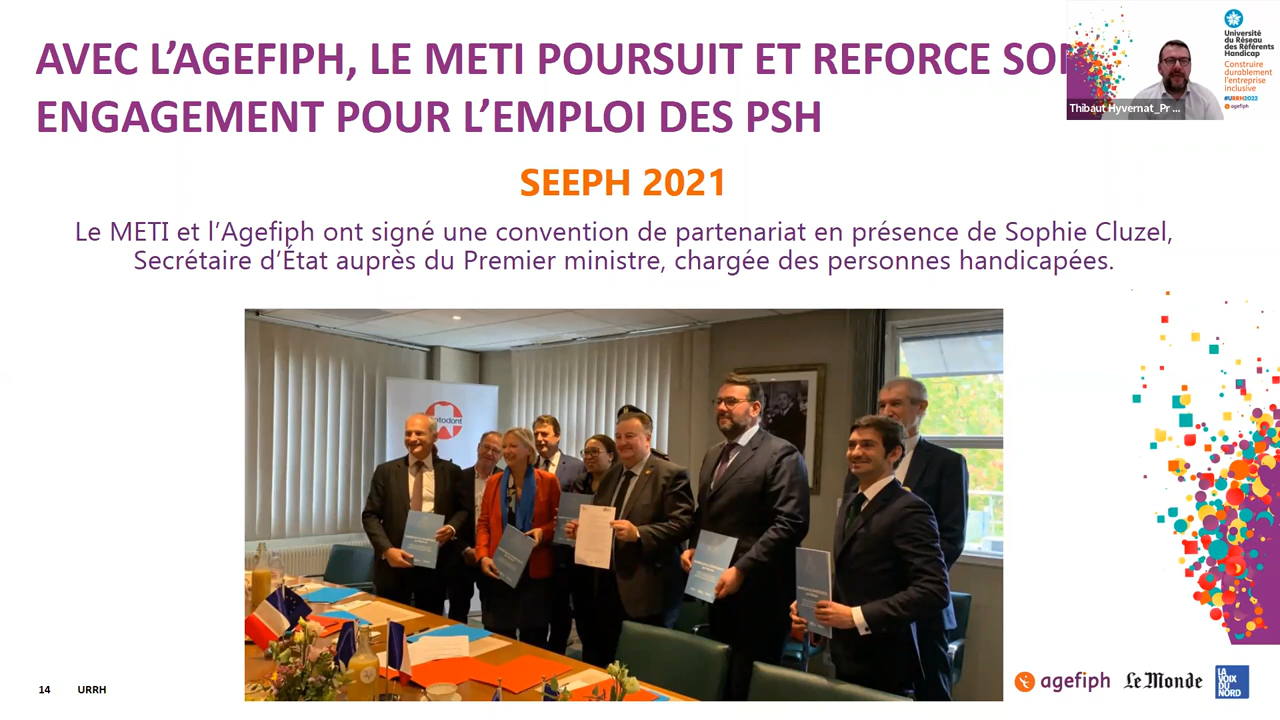 AVEC L'AGEFIPH, LE METI POURSUIT ET REFORCE SON
ENGAGEMENT POUR L'EMPLOI DES PSH
Université
du Réseau
des Référents
Handicap
Construire
durablement
l'entreprise
inclusive
#URRH2022
agefiph
Thibaut Hyvernat_Pr ...
SEEPH 2021
Le METI et l'Agefiph ont signé une convention de partenariat en présence de Sophie Cluzel,
Secrétaire d'État auprès du Premier ministre, chargée des personnes handicapées.
14
URRH
agefiph
Le Monde
LA
VOIX
DU
NORD